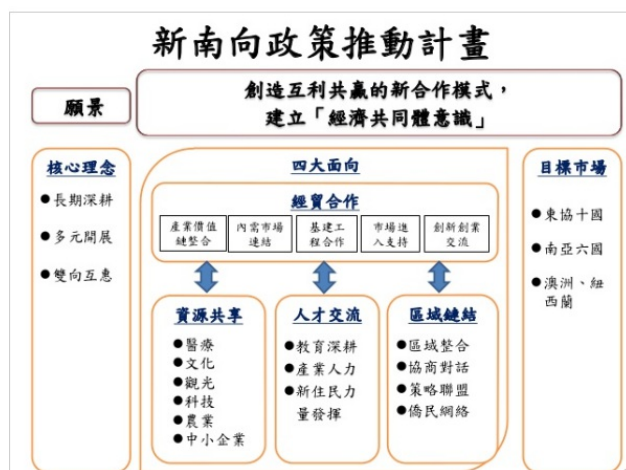 新南向政策推動計畫
願景
創造互利共贏的新合作模式，
建立「經濟共同體意識」
核心理念
●長期深耕
●多元開展
●雙向互惠
四大面向
經貿合作
產業價值
鏈整合
內需市場
連結
基建工
程合作
市場進
入支持
創新創業
交流
資源共享
●醫療
●文化
●觀光
●科技
●農業
●中小企業
人才交流
●教育深耕
●產業人力
●新住民力
量發揮
區域鏈結
●區域整合
●協商對話
●策略聯盟
●僑民網絡
目標市場
●東協十國
●南亞六國
●澳洲、紐
西蘭